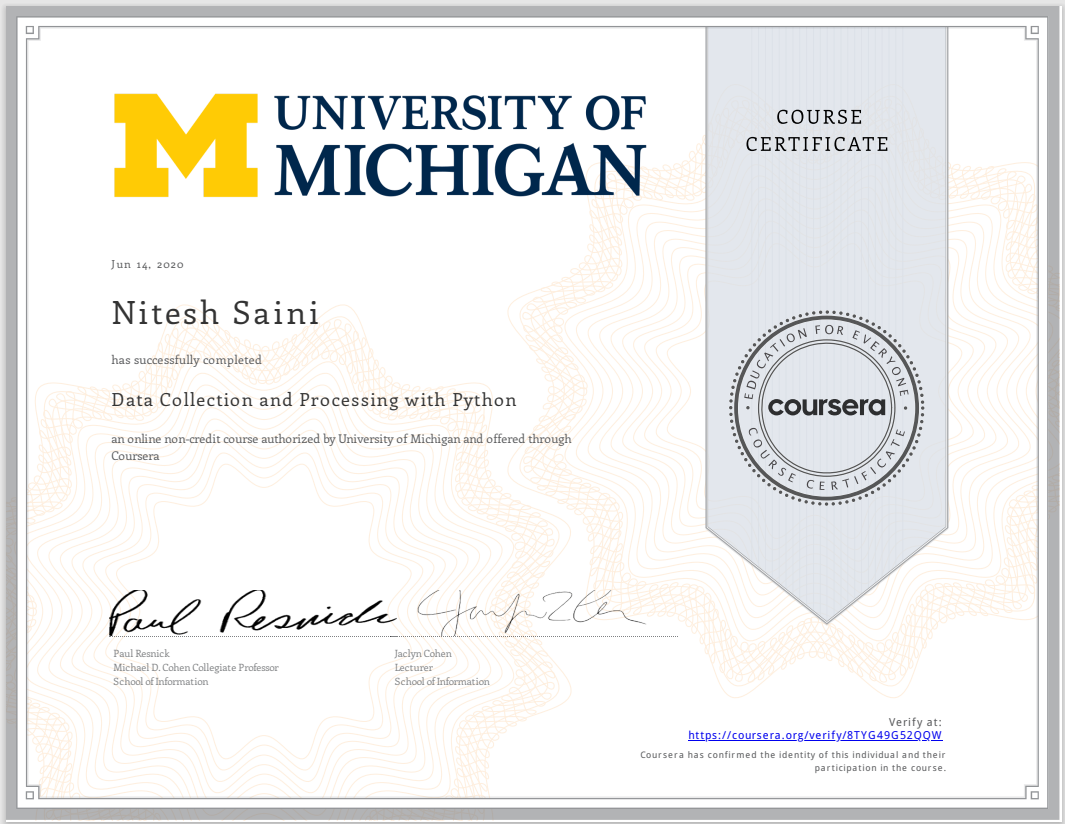 UNIVERSITY OF
MICHIGAN
COURSE
CERTIFICATE
Jun 14, 2020
Nitesh Saini
has successfully completed
Data Collection and Processing with Python
an online non-credit course authorized by University of Michigan and offered through
Coursera
EDUCATION FOR EVERYONE
coursera
COURSE CERTIFICATE
Paul Resnick
Paul Resnick
Michael D. Cohen Collegiate Professor
School of Information
Jaclyn Cohen
Lecturer
School of Information
Verify at:
https://coursera.org/verify/8TYG49G52QQW
Coursera has confirmed the identity of this individual and their
participation in the course.